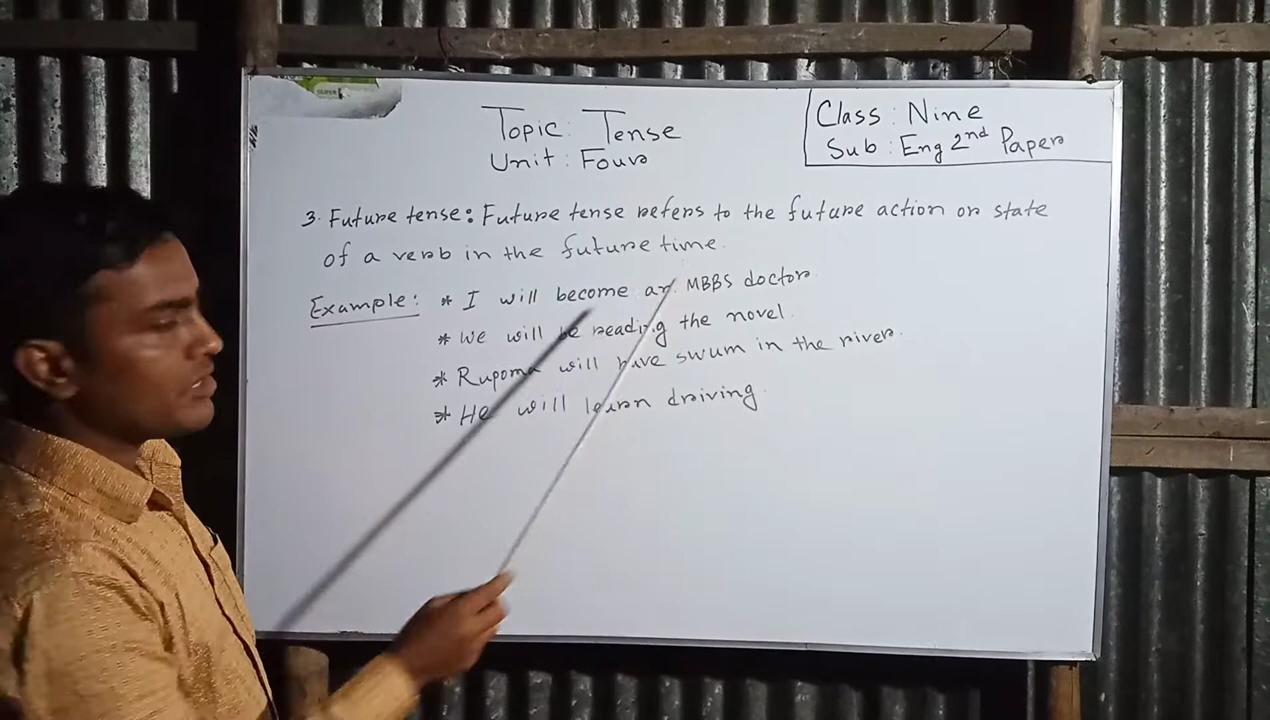 Topic: Tense
Unit: Four
Class: Nine
Sub: Eng 2nd Paper
3. Future tense: Future tense refers to the future action or state
of a verb in the future time.
Example: * I will become an MBBS doctor.
* We will be reading the novel.
* Rupoma will have swum in the river.
* He will learn driving.
SUPER